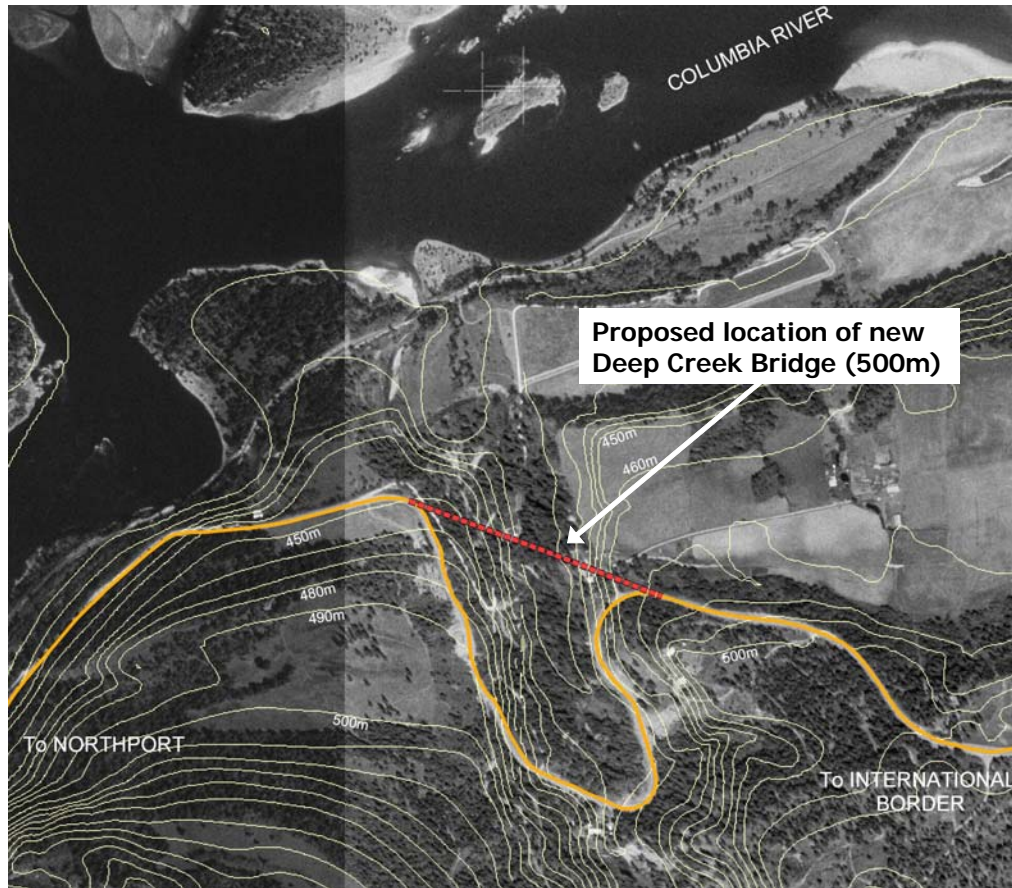 COLUMBIA RIVER
Proposed location of new
Deep Creek Bridge (500m)
450m
460m
450m
480m
490m
500m
500m
To NORTHPORT
To INTERNATIONAL
BORDER